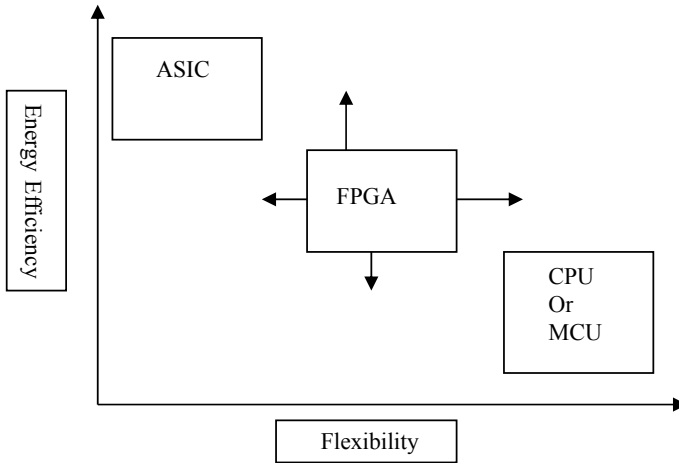 ASIC
Energy Efficiency
FPGA
CPU
Or
MCU
Flexibility